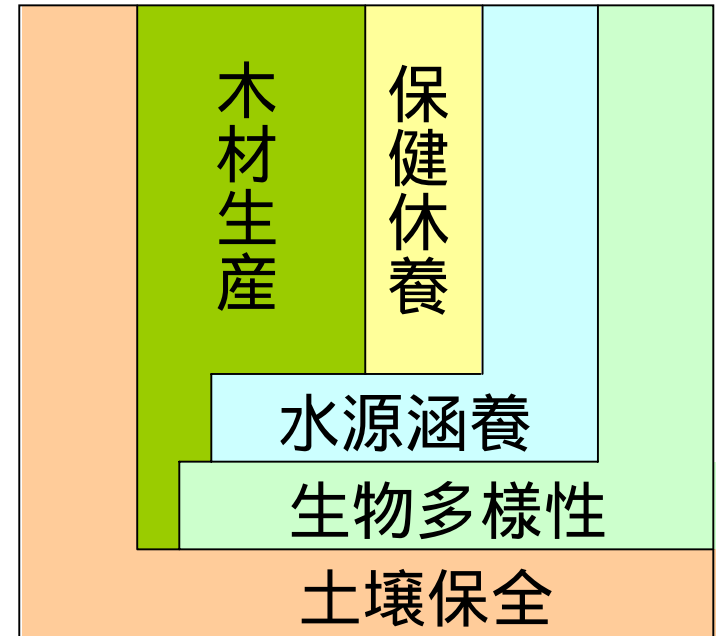 木材生産
保健休養
水源涵養
生物多様性
土壌保全